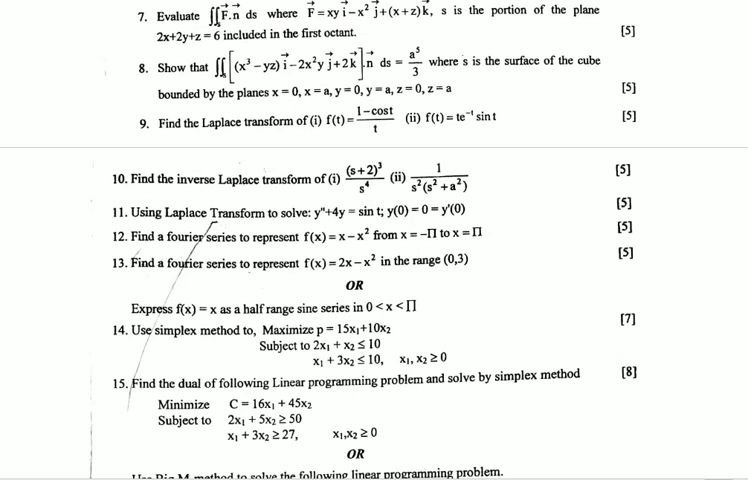 7. Evaluate ∬ₛ F⃗.n⃗ ds where F⃗ = xy i⃗ − x² j⃗ + (x+z) k⃗, s is the portion of the plane
2x+2y+z = 6 included in the first octant. [5]
8. Show that ∬ₛ [(x³ − yz) i⃗ − 2x²y j⃗ + 2 k⃗].n⃗ ds = a⁵/3 where s is the surface of the cube
bounded by the planes x = 0, x = a, y = 0, y = a, z = 0, z = a [5]
9. Find the Laplace transform of (i) f(t) = (1−cost)/t (ii) f(t) = te⁻ᵗ sin t [5]
10. Find the inverse Laplace transform of (i) (s+2)³/s⁴ (ii) 1/(s²(s²+a²)) [5]
11. Using Laplace Transform to solve: y"+4y = sin t; y(0) = 0 = y'(0) [5]
12. Find a fourier series to represent f(x) = x − x² from x = −Π to x = Π [5]
13. Find a fourier series to represent f(x) = 2x − x² in the range (0,3) [5]
OR
Express f(x) = x as a half range sine series in 0 < x < Π
14. Use simplex method to, Maximize p = 15x₁+10x₂ [7]
Subject to 2x₁ + x₂ ≤ 10
x₁ + 3x₂ ≤ 10, x₁, x₂ ≥ 0
15. Find the dual of following Linear programming problem and solve by simplex method [8]
Minimize C = 16x₁ + 45x₂
Subject to 2x₁ + 5x₂ ≥ 50
x₁ + 3x₂ ≥ 27, x₁,x₂ ≥ 0
OR
method to solve the following linear programming problem.